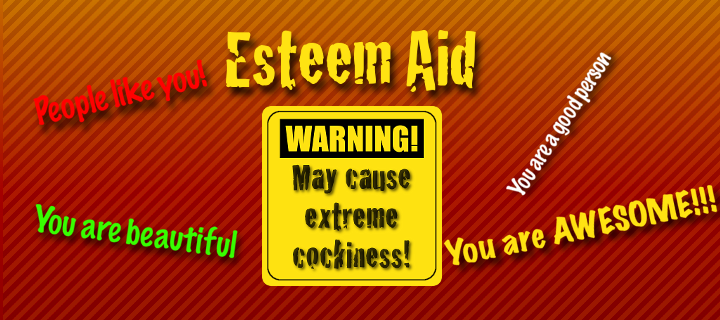 Esteem Aid
People like you!
You are a good person
WARNING!
May cause
extreme
cockiness!
You are beautiful
You are AWESOME!!!